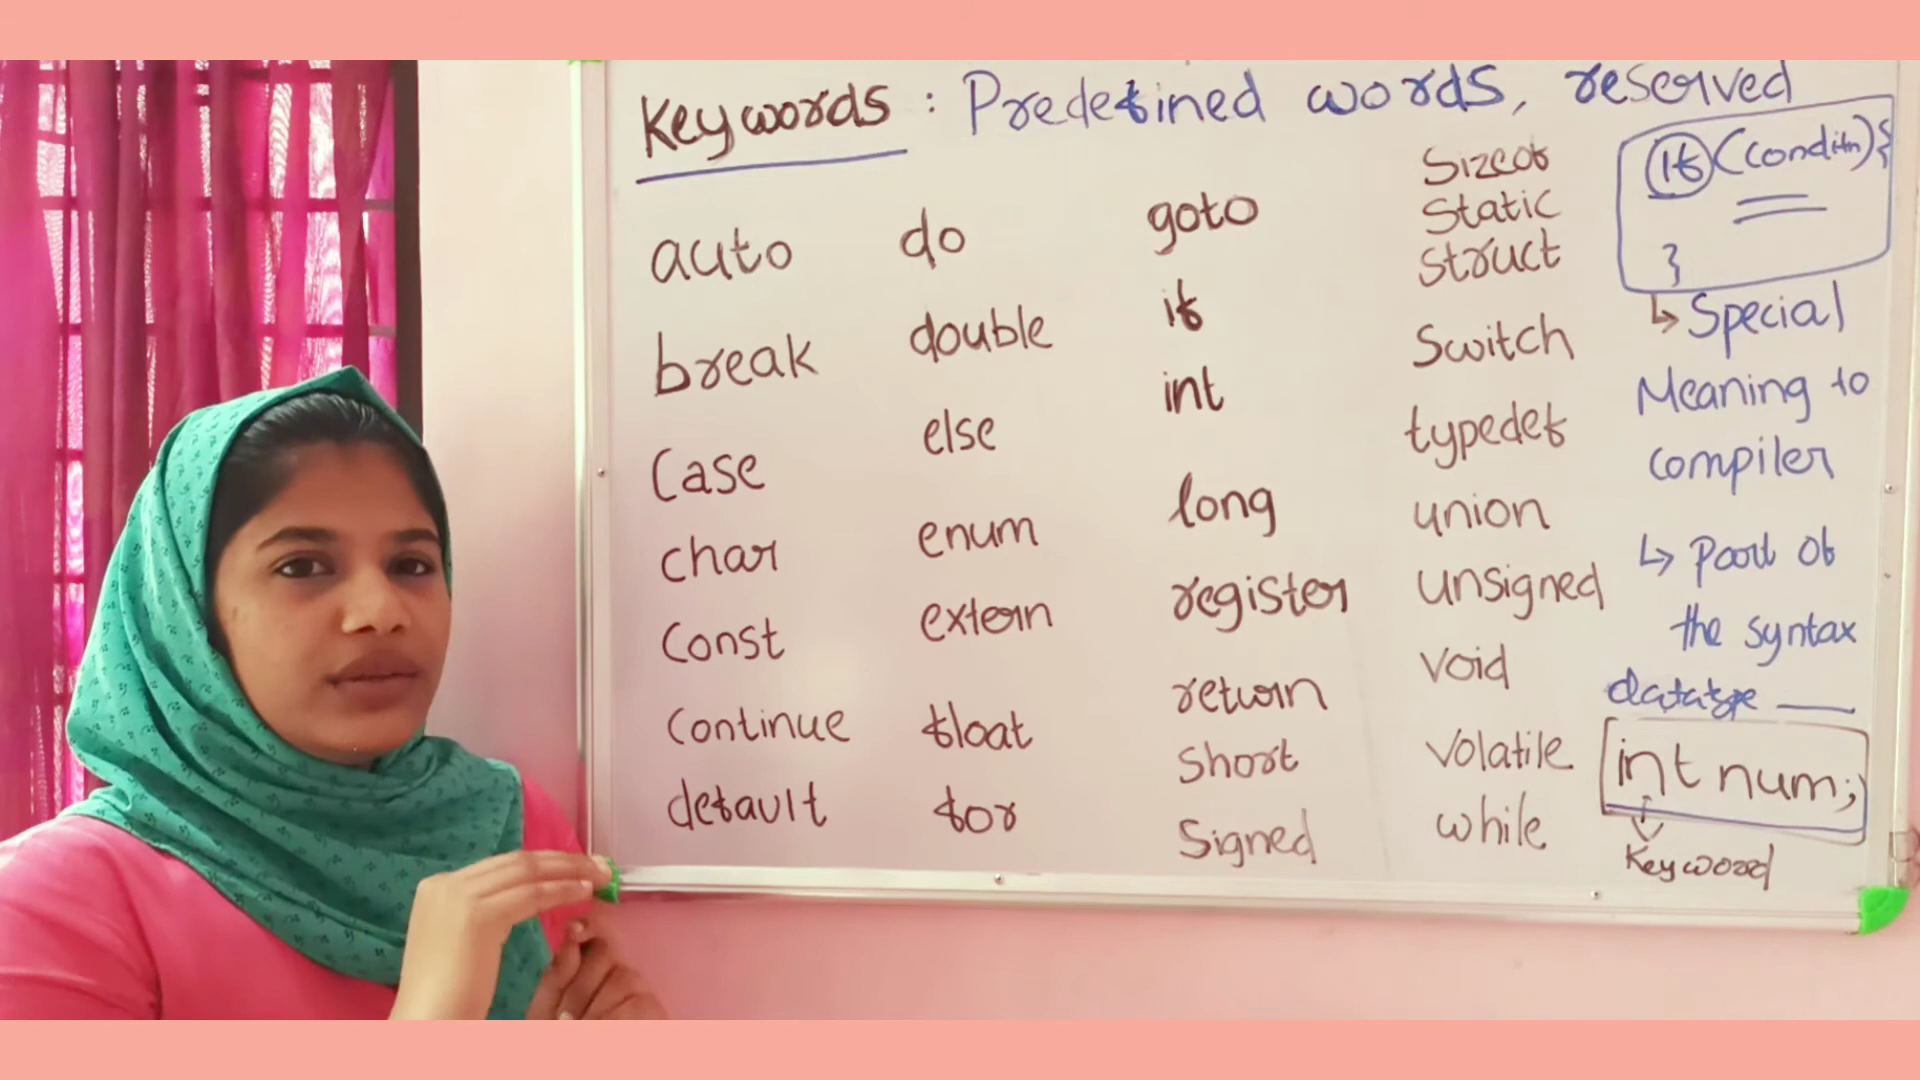 Keywords : Predefined words, reserved
auto
break
Case
char
Const
Continue
default
do
double
else
enum
extern
float
for
goto
if
int
long
register
return
Short
Signed
Sizeof
Static
Struct
Switch
typedef
union
unsigned
void
Volatile
while
If (Conditn) {
}
↳ Special
Meaning to
compiler
↳ Part of
the syntax
datatype ___
int num;
Keyword